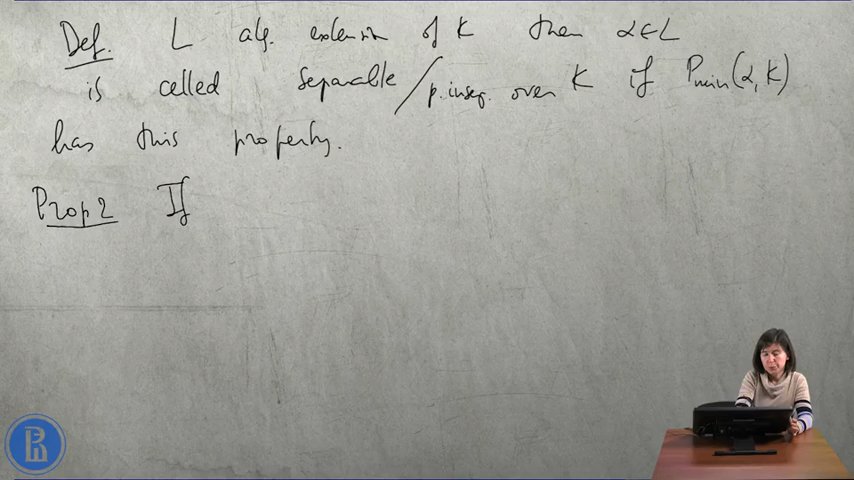 Def. L alg. extension of K then α∈L
is called separable / p. insep. over K if Pmin(α, K)
has this property.
Prop 2 If